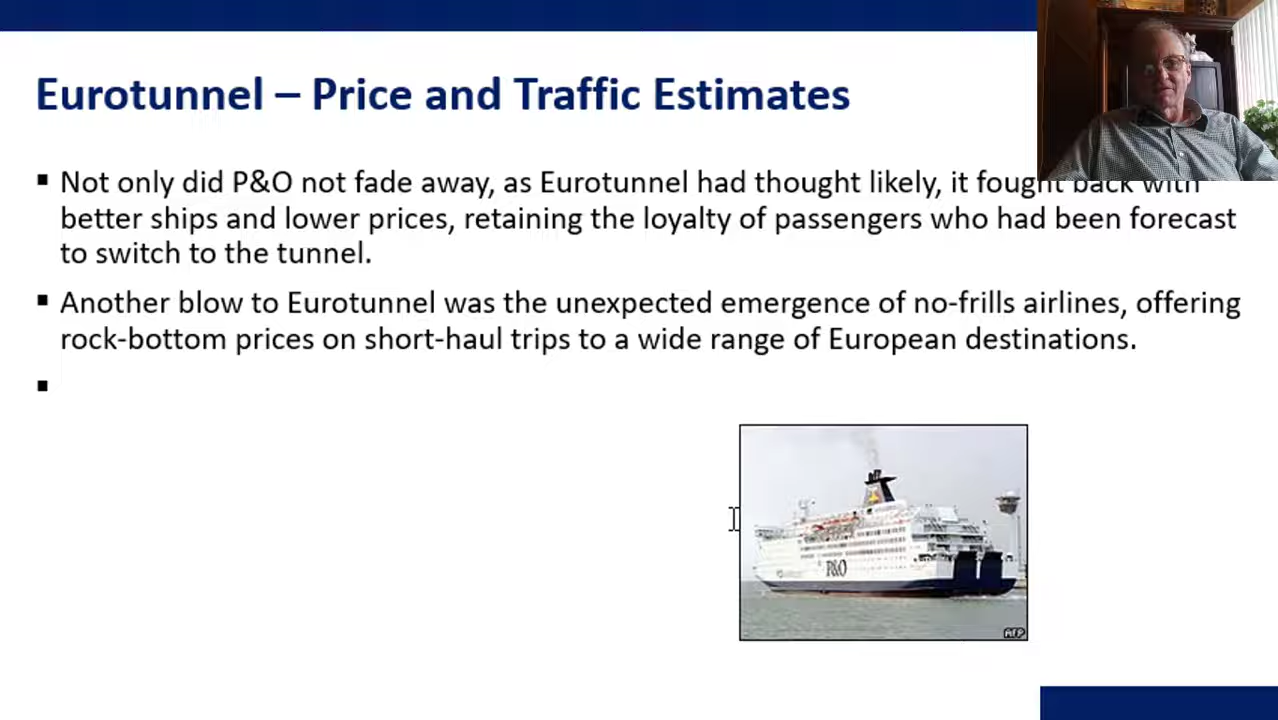 Eurotunnel – Price and Traffic Estimates
▪ Not only did P&O not fade away, as Eurotunnel had thought likely, it fought back with
better ships and lower prices, retaining the loyalty of passengers who had been forecast
to switch to the tunnel.
▪ Another blow to Eurotunnel was the unexpected emergence of no-frills airlines, offering
rock-bottom prices on short-haul trips to a wide range of European destinations.
▪
P&O
AFP